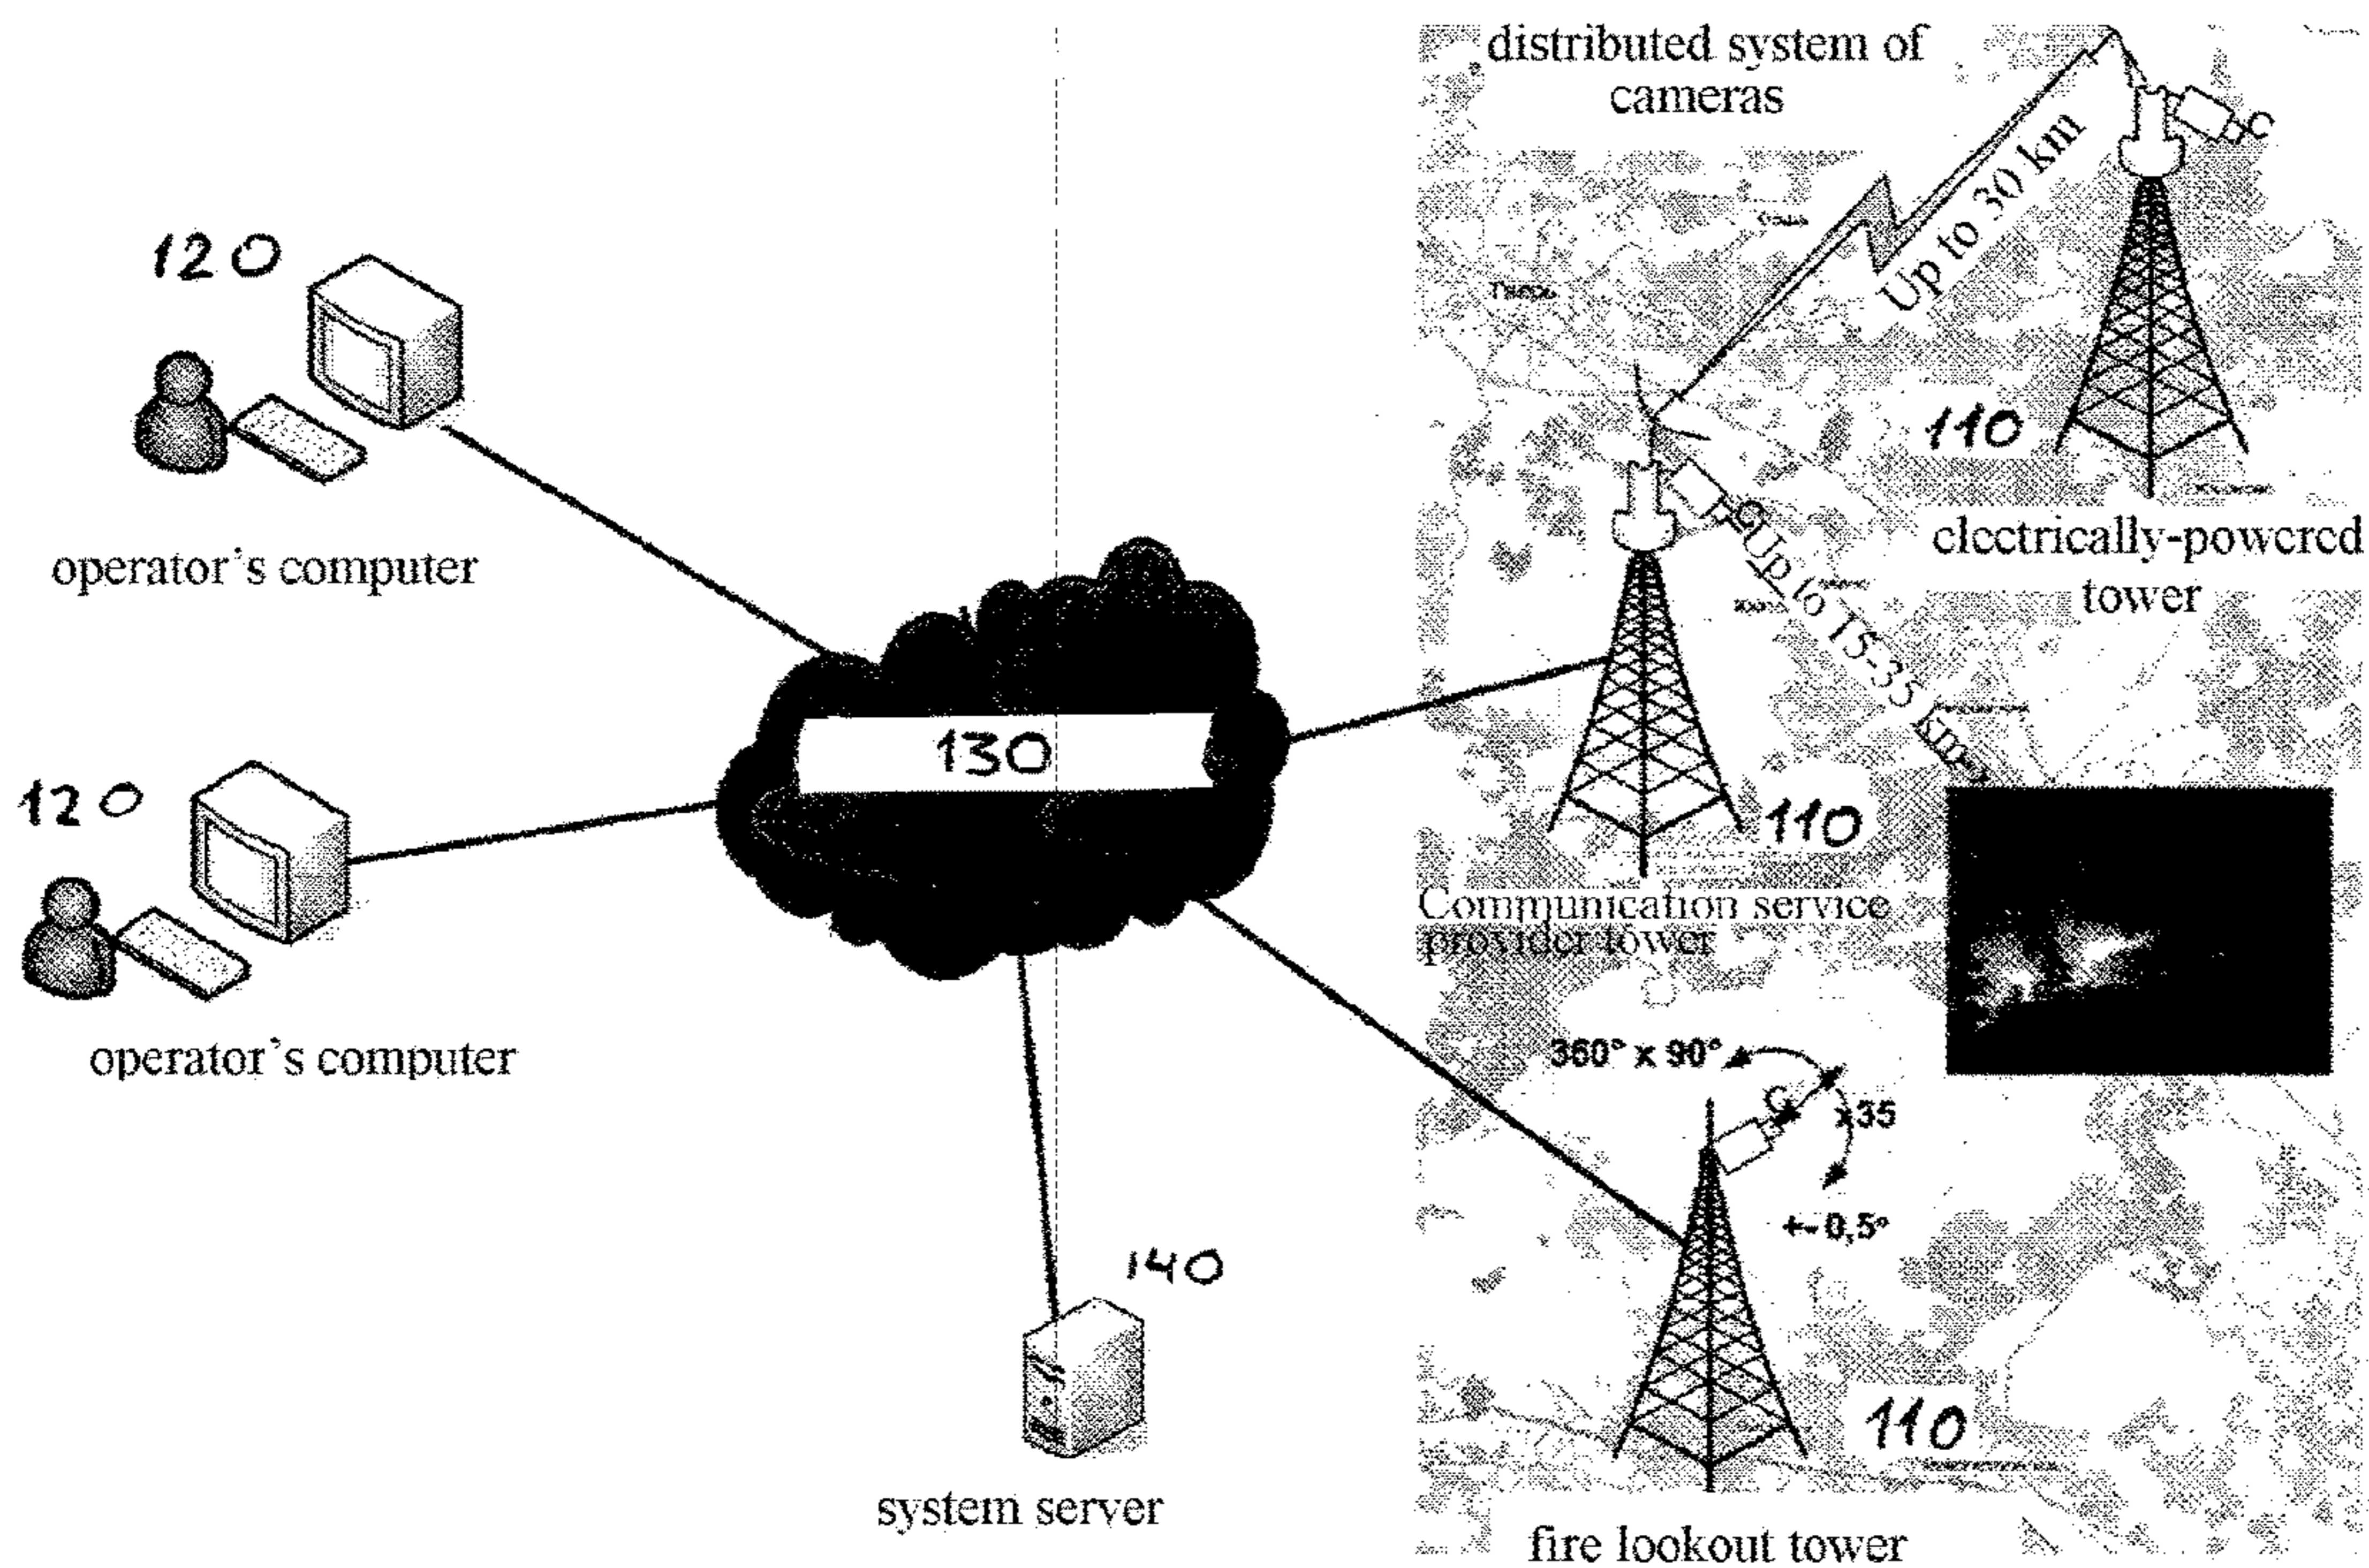 distributed system of
cameras
Up to 30 km
120
110
operator's computer
electrically-powered
tower
Up to 15-35 km
130
120
110
Communication service
provider tower
operator's computer
360° x 90°
x35
+- 0,5°
140
110
system server
fire lookout tower